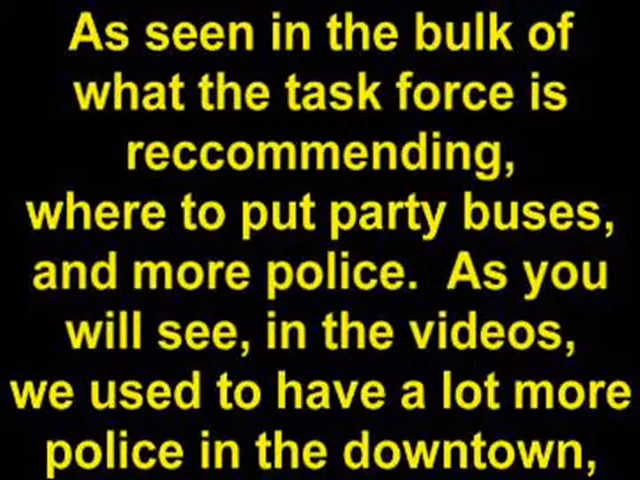 As seen in the bulk of
what the task force is
reccommending,
where to put party buses,
and more police.  As you
will see, in the videos,
we used to have a lot more
police in the downtown,